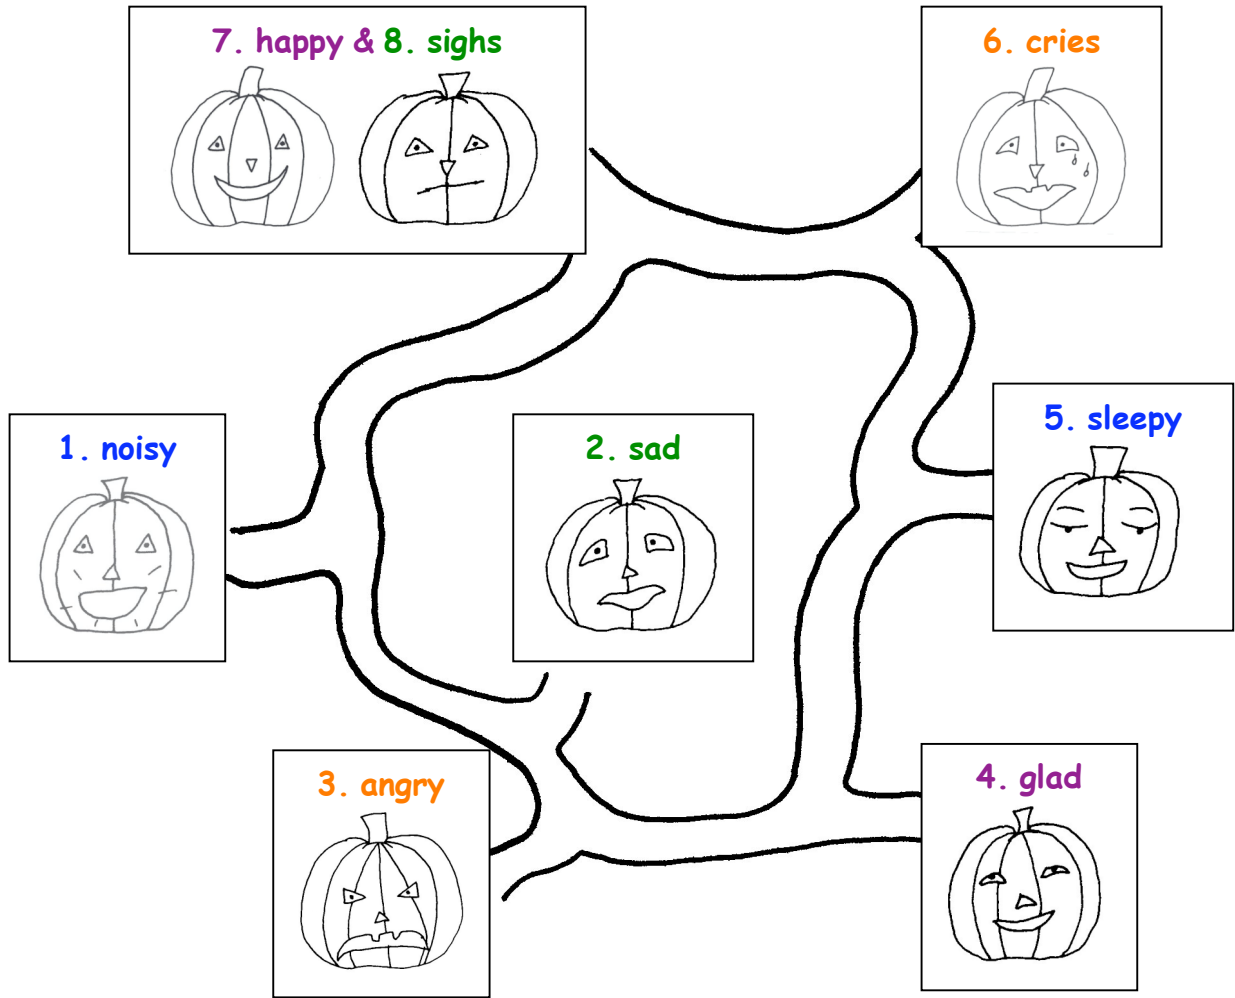 7. happy & 8. sighs
6. cries
1. noisy
2. sad
5. sleepy
3. angry
4. glad